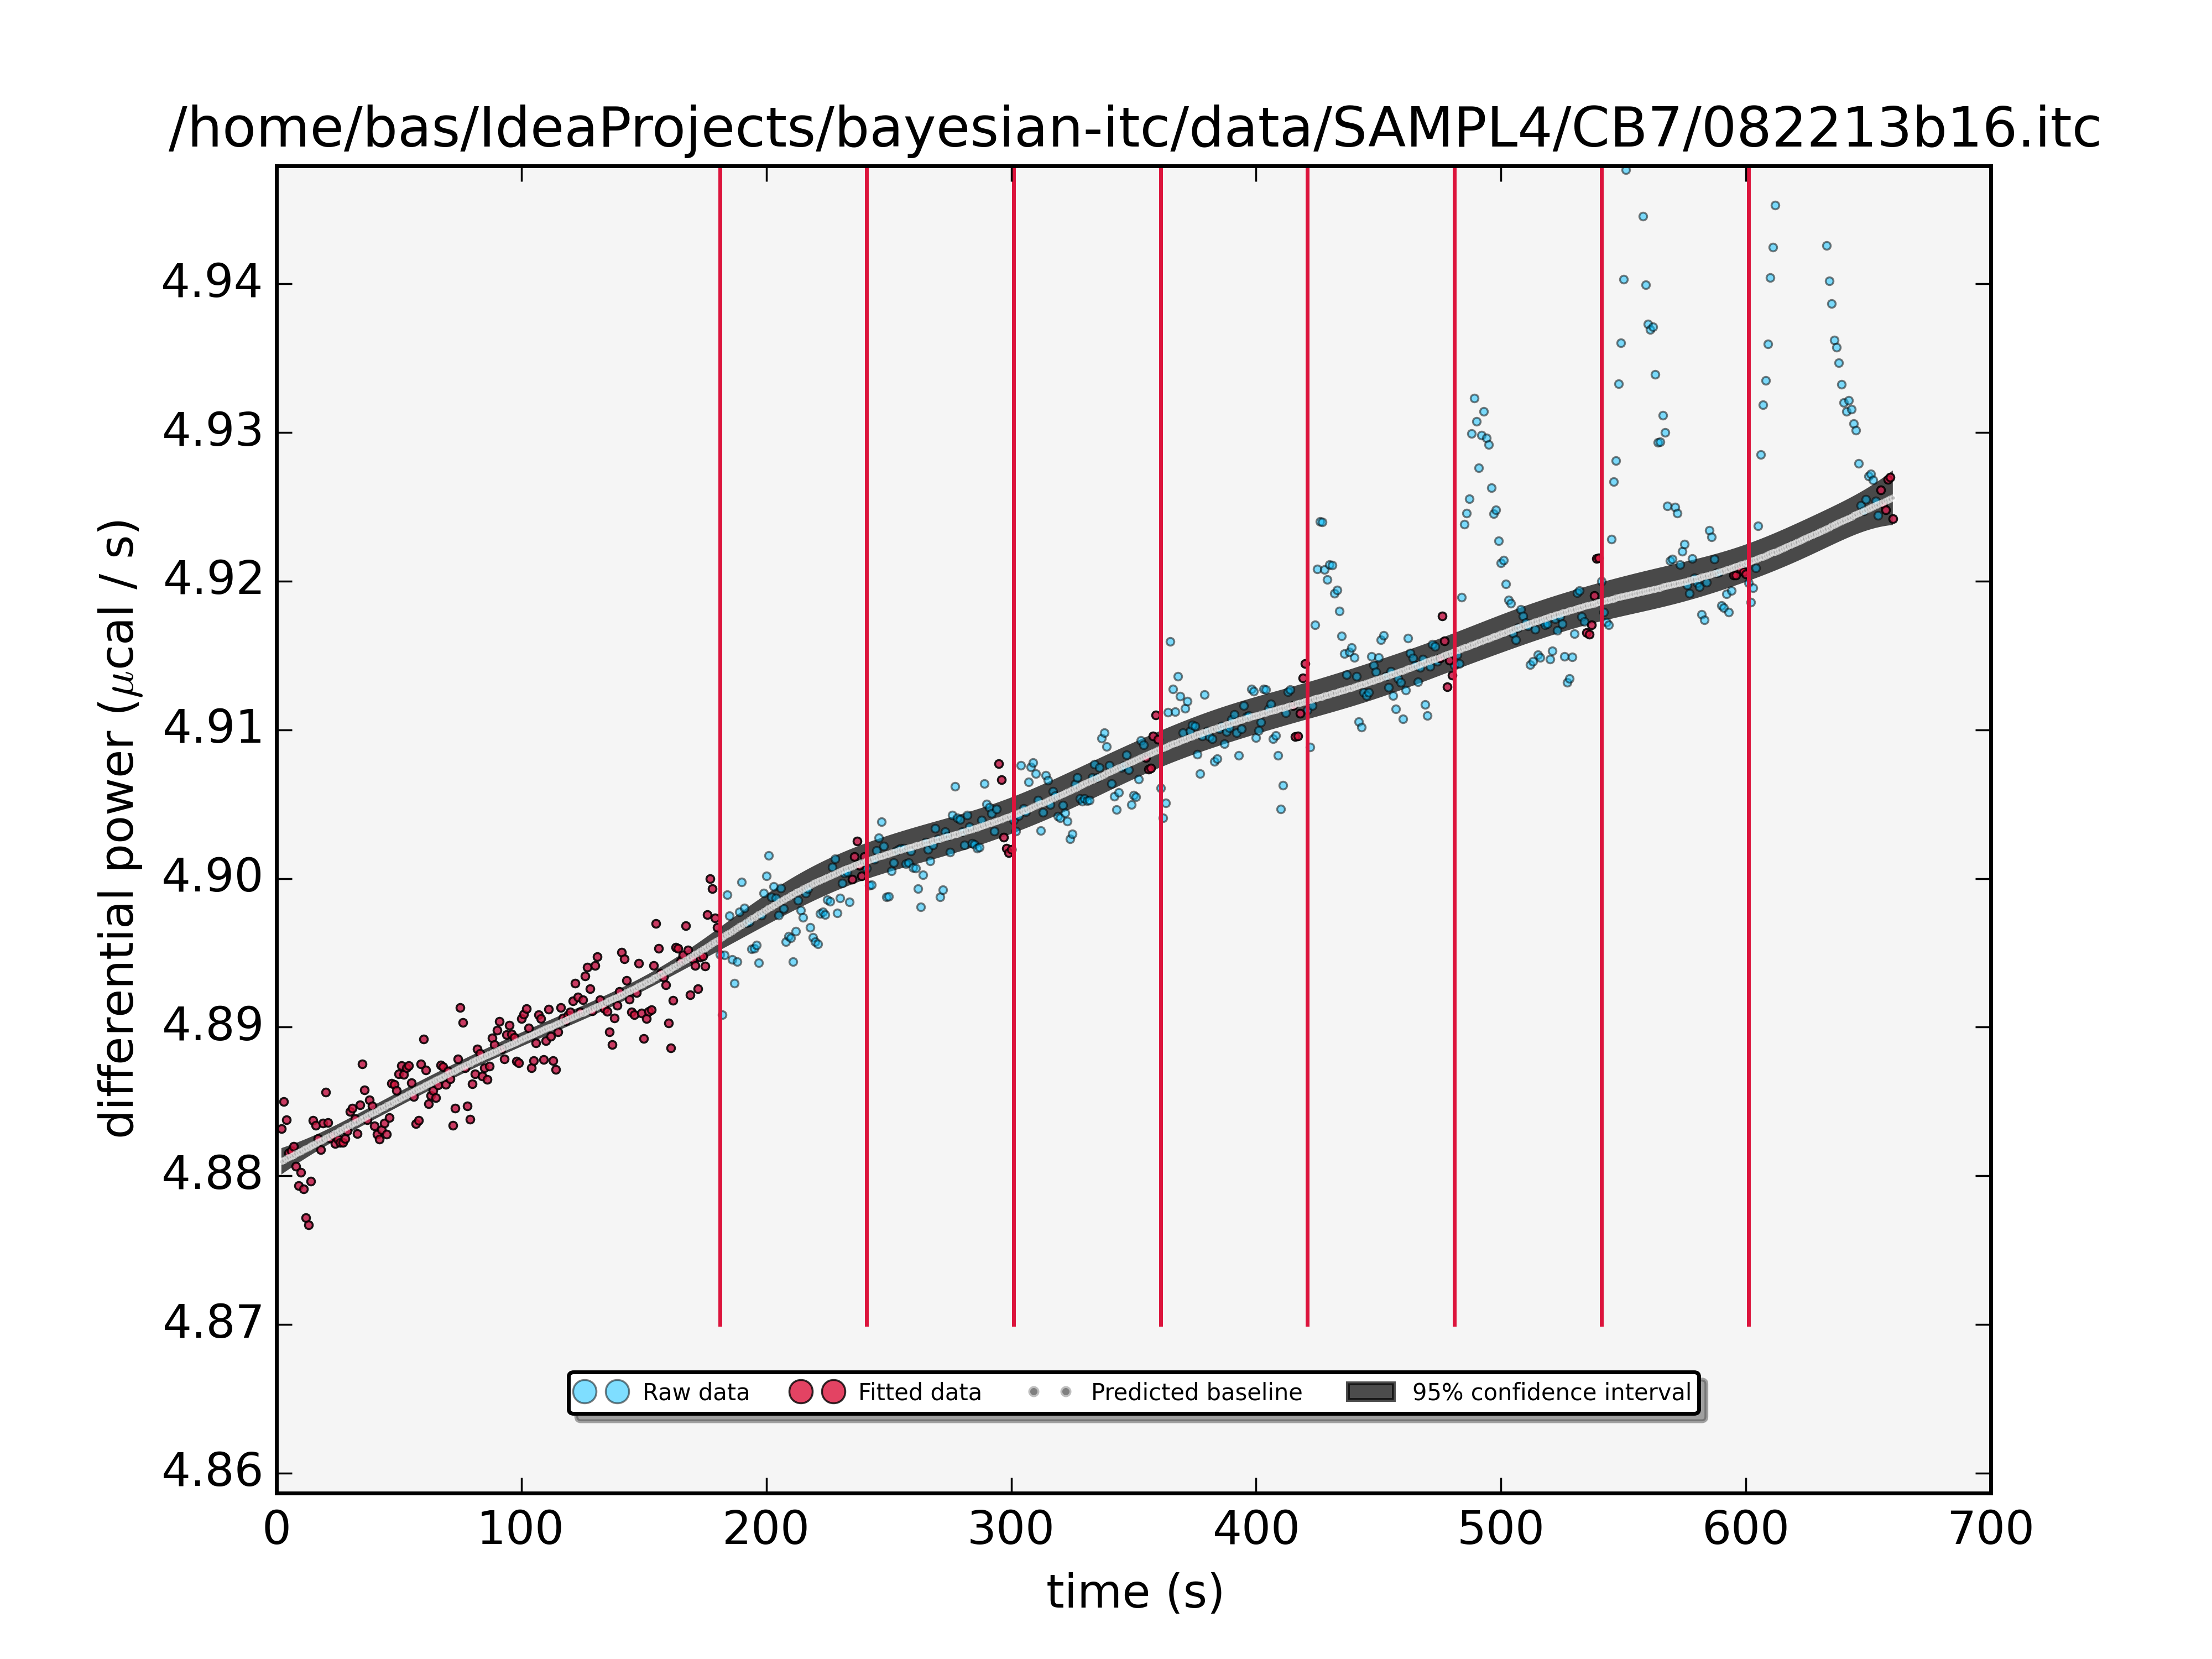 /home/bas/IdeaProjects/bayesian-itc/data/SAMPL4/CB7/082213b16.itc
differential power (μcal / s)
4.94
4.93
4.92
4.91
4.90
4.89
4.88
4.87
4.86
Raw data Fitted data Predicted baseline 95% confidence interval
0 100 200 300 400 500 600 700
time (s)